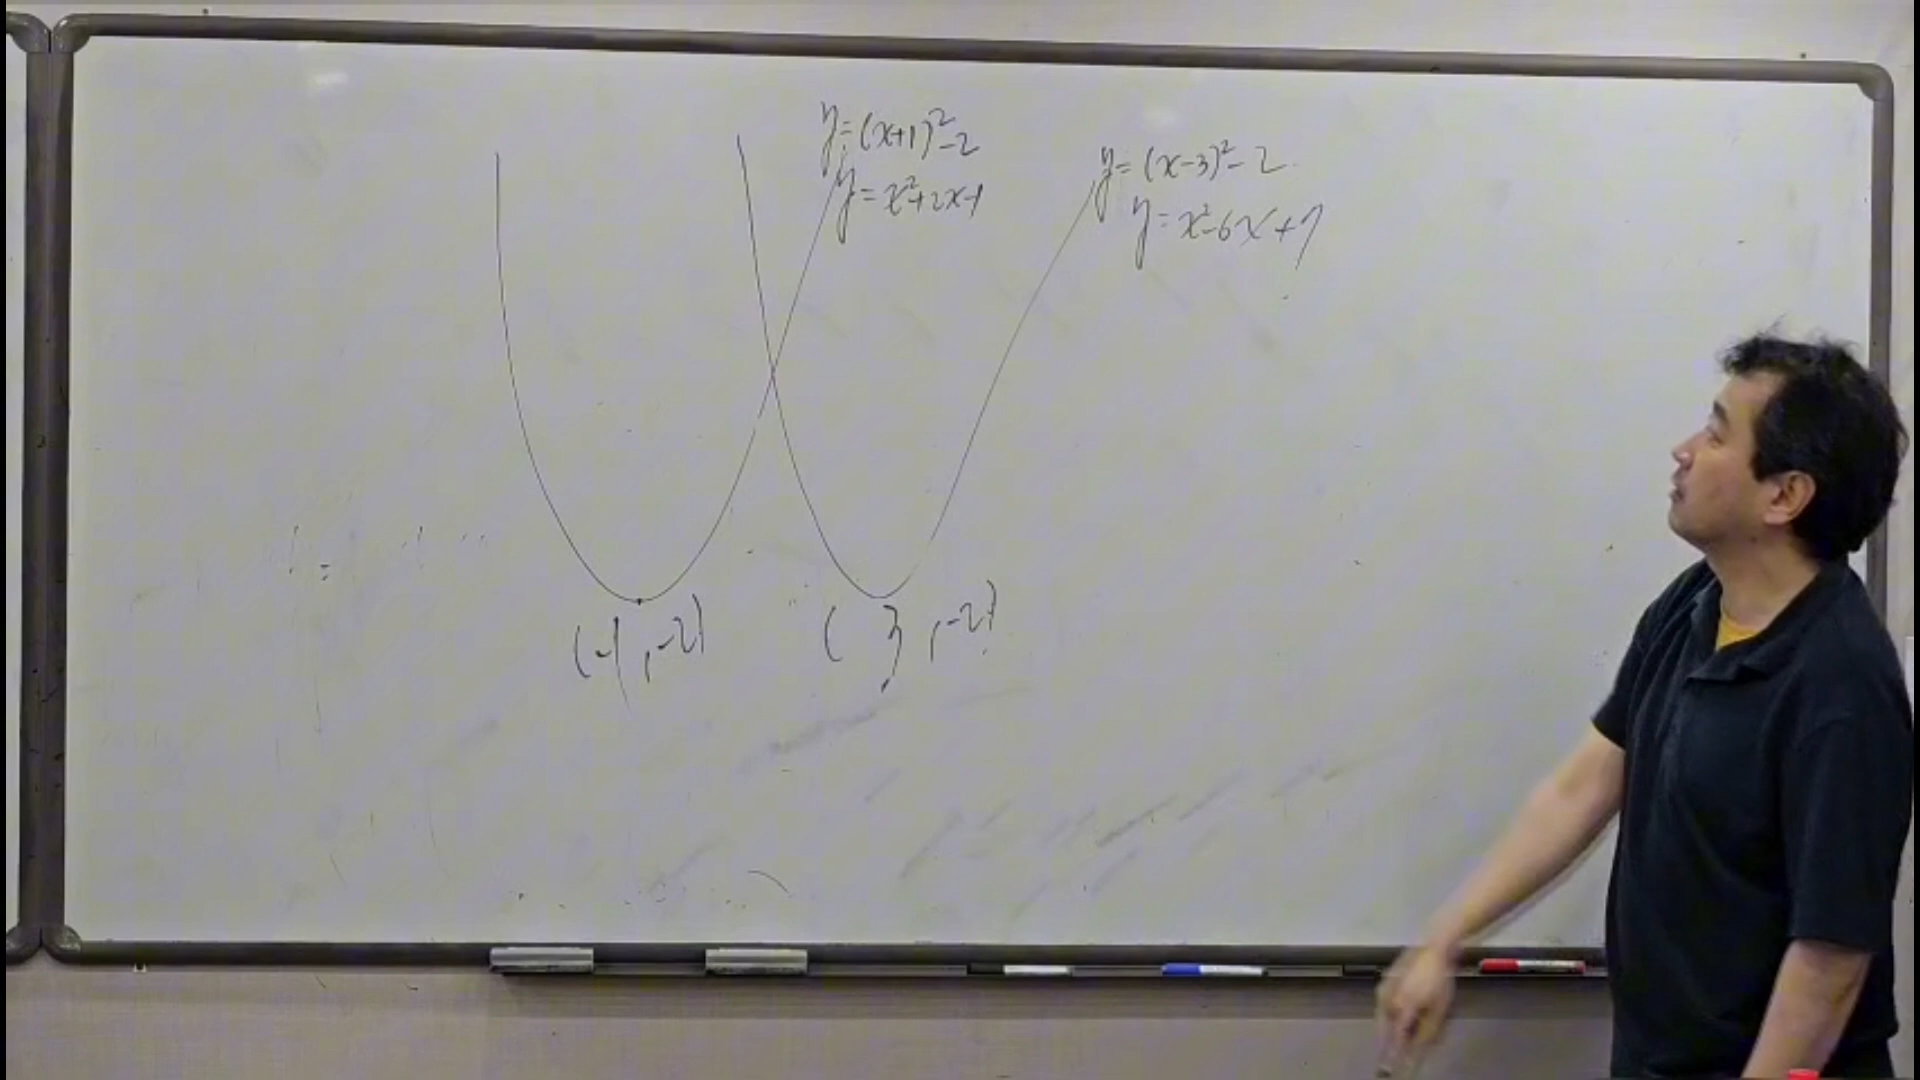 y=(x+1)²-2
y=x²+2x-1
y=(x-3)²-2
y=x²-6x+7
(-1,-2)
(3,-2)